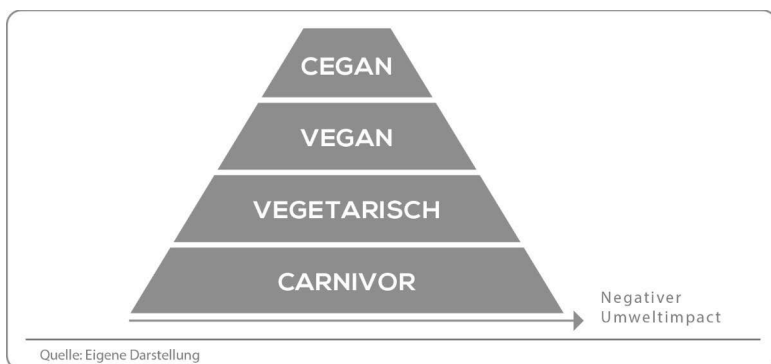 CEGAN
VEGAN
VEGETARISCH
CARNIVOR
Negativer
Umweltimpact
Quelle: Eigene Darstellung